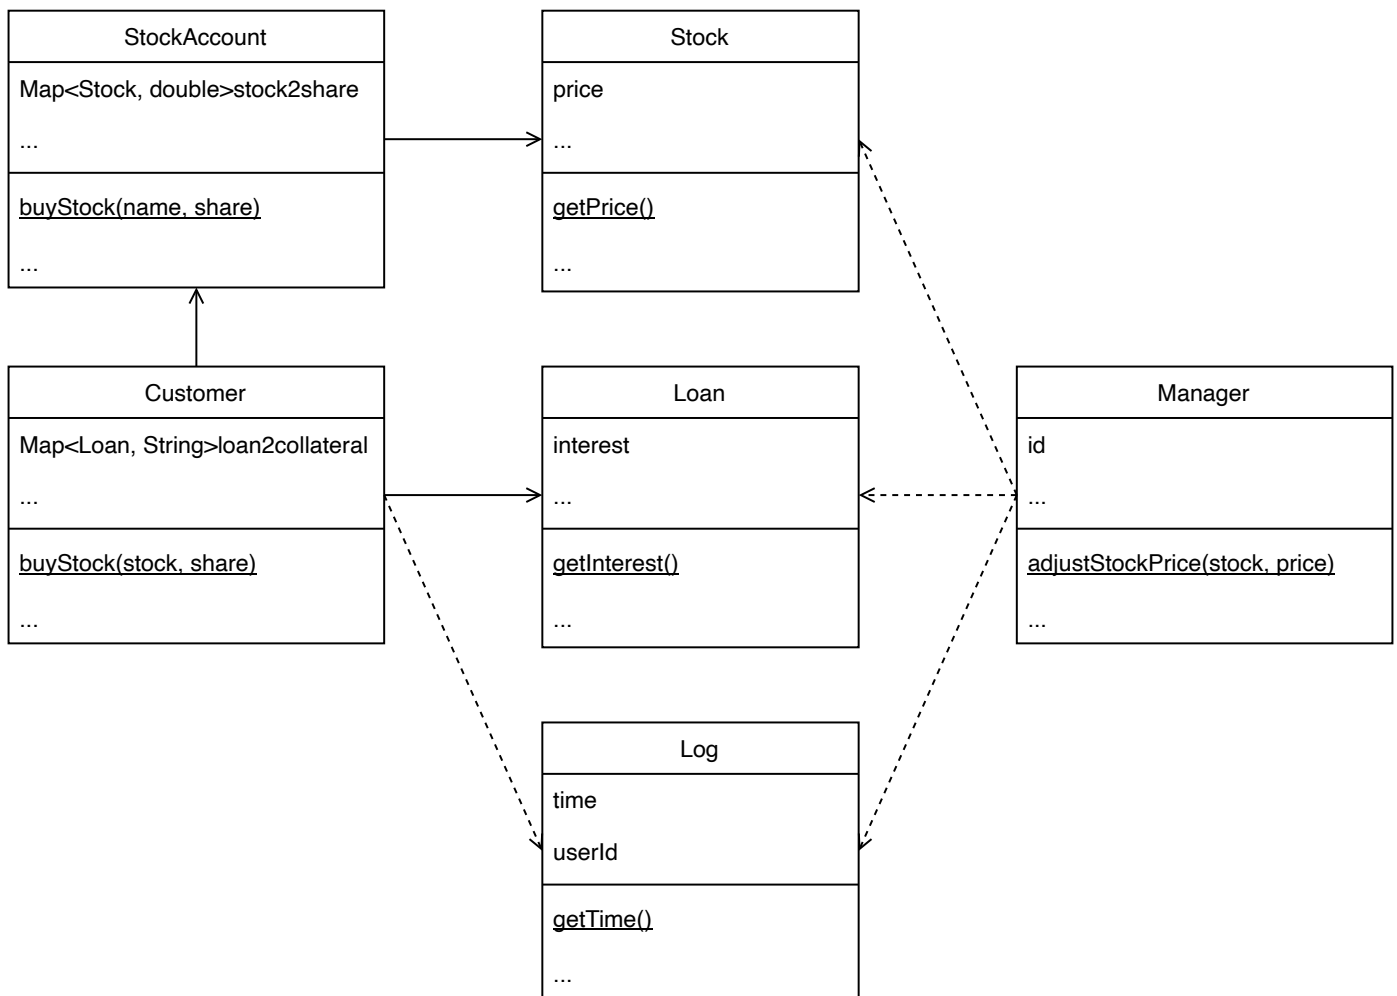 StockAccount
Map<Stock, double>stock2share
...
buyStock(name, share)
...
Stock
price
...
getPrice()
...
Customer
Map<Loan, String>loan2collateral
...
buyStock(stock, share)
...
Loan
interest
...
getInterest()
...
Manager
id
...
adjustStockPrice(stock, price)
...
Log
time
userId
getTime()
...